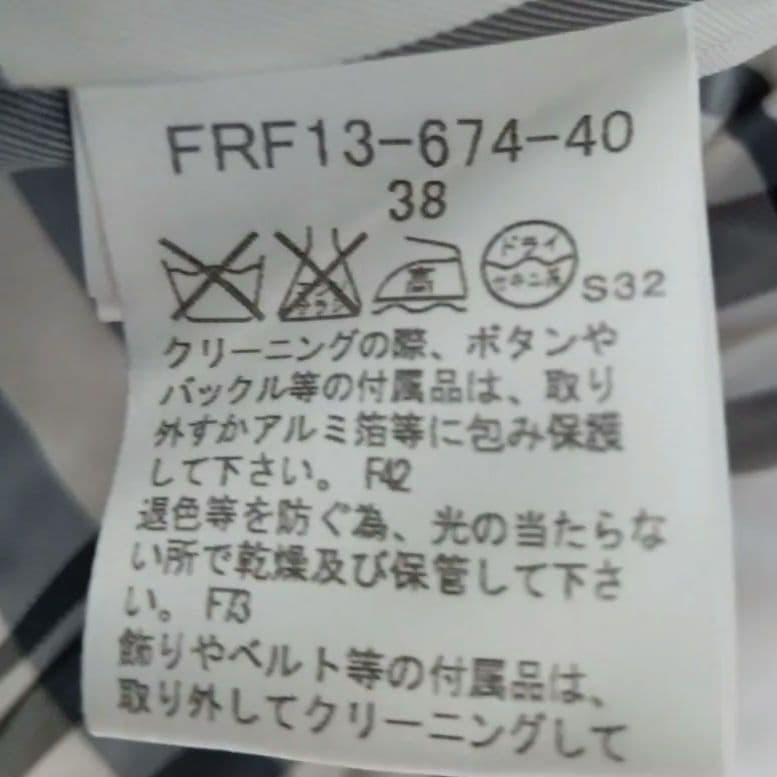 FRF13-674-40
38
高
ドライ
セキユ系
S32
クリーニングの際、ボタンや
バックル等の付属品は、取り
外すかアルミ箔等に包み保護
して下さい。 F42
退色等を防ぐ為、光の当たらな
い所で乾燥及び保管して下さ
い。 F73
飾りやベルト等の付属品は、
取り外してクリーニングして